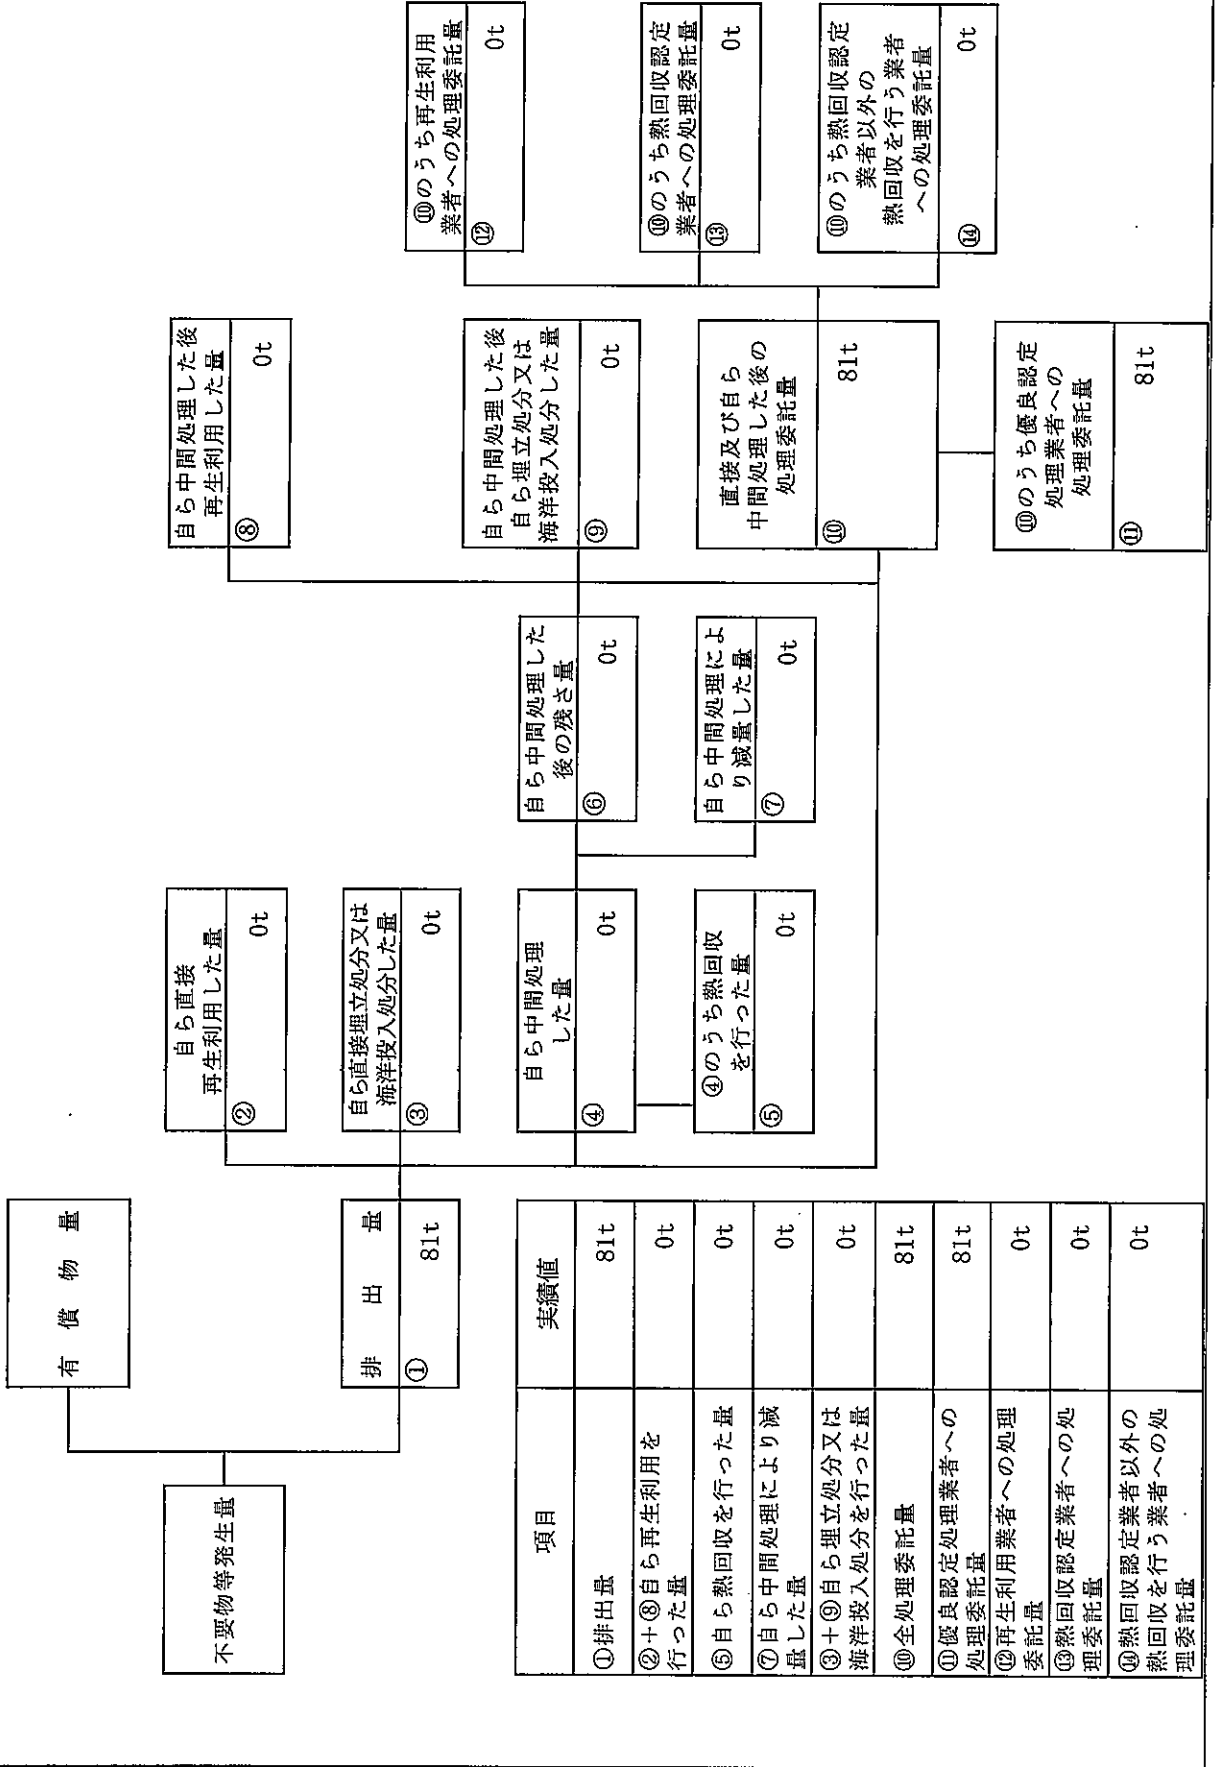 有　償　物　量
不要物等発生量
排　出　量
①
81t
自ら直接
再生利用した量
②
0t
自ら直接埋立処分又は
海洋投入処分した量
③
0t
自ら中間処理
した量
④
0t
④のうち熱回収
を行った量
⑤
0t
自ら中間処理した
後の残さ量
⑥
0t
自ら中間処理によ
り減量した量
⑦
0t
自ら中間処理した後
再生利用した量
⑧
0t
自ら中間処理した後
自ら埋立処分又は
海洋投入処分した量
⑨
0t
直接及び自ら
中間処理した後の
処理委託量
⑩
81t
⑩のうち優良認定
処理業者への
処理委託量
⑪
81t
⑩のうち再生利用
業者への処理委託量
⑫
0t
⑩のうち熱回収認定
業者への処理委託量
⑬
0t
⑩のうち熱回収認定
業者以外の
熱回収を行う業者
への処理委託量
⑭
0t
項目 実績値
①排出量 81t
②＋⑧自ら再生利用を
行った量 0t
⑤自ら熱回収を行った量 0t
⑦自ら中間処理により減
量した量 0t
③＋⑨自ら埋立処分又は
海洋投入処分を行った量 0t
⑩全処理委託量 81t
⑪優良認定処理業者への
処理委託量 81t
⑫再生利用業者への処理
委託量 0t
⑬熱回収認定業者への処
理委託量 0t
⑭熱回収認定業者以外の
熱回収を行う業者への処
理委託量 0t